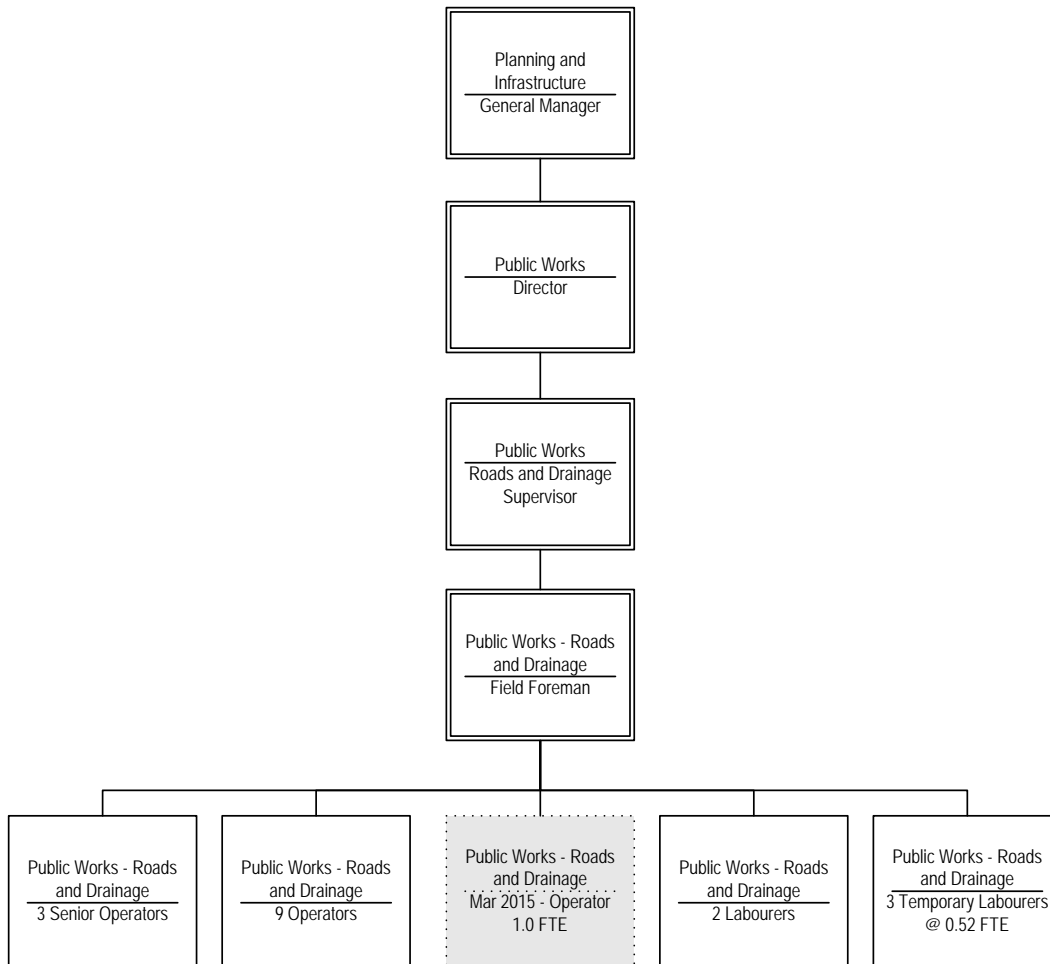 Planning and
Infrastructure
General Manager
Public Works
Director
Public Works
Roads and Drainage
Supervisor
Public Works - Roads
and Drainage
Field Foreman
Public Works - Roads
and Drainage
3 Senior Operators
Public Works - Roads
and Drainage
9 Operators
Public Works - Roads
and Drainage
Mar 2015 - Operator
1.0 FTE
Public Works - Roads
and Drainage
2 Labourers
Public Works - Roads
and Drainage
3 Temporary Labourers
@ 0.52 FTE